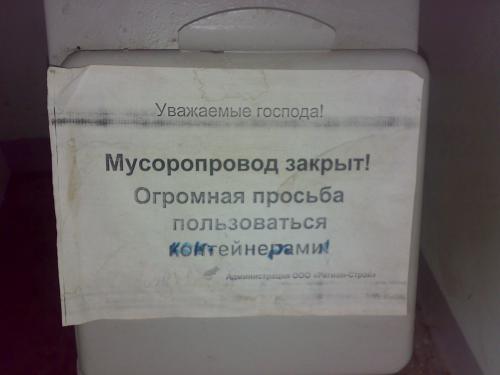 Уважаемые господа!
Мусоропровод закрыт!
Огромная просьба
пользоваться
контейнерами!
Администрация ООО «Регион-Строй»